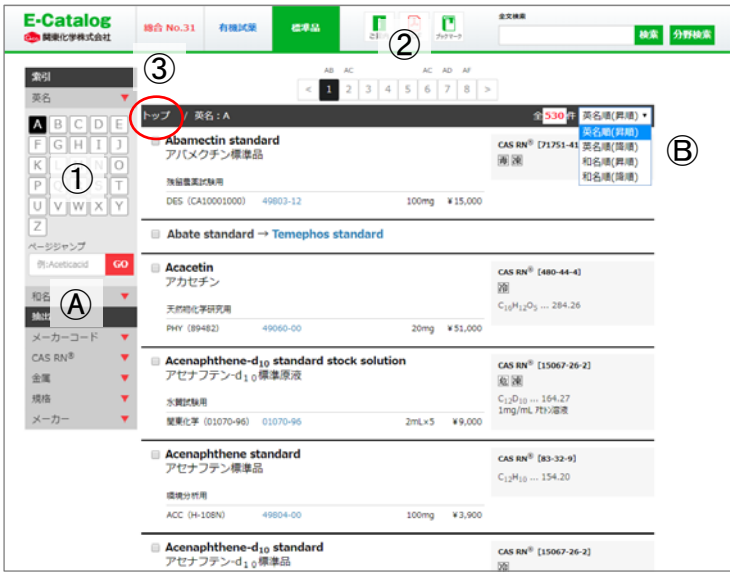 E-Catalog
関東化学株式会社
総合 No.31
有機試薬
標準品
ご案内
ブックマーク
全文検索
検索
分野検索
②
③
索引
英名 ▼
A B C D E
F G H I J
K N O
P T
U V W X Y
Z
①
ページジャンプ
例:Aceticacid GO
和名 ▼
Ⓐ
抽出
メーカーコード ▼
CAS RN® ▼
金属 ▼
規格 ▼
メーカー ▼
AB AC AC AD AF
< 1 2 3 4 5 6 7 8 >
トップ / 英名 : A
全530件 英名順(昇順)
英名順(昇順)
英名順(降順)
和名順(昇順)
和名順(降順)
Ⓑ
Abamectin standard
アバメクチン標準品
残留農薬試験用
DES (CA10001000) 49803-12 100mg ¥15,000
CAS RN® [71751-41
Abate standard → Temephos standard
Acacetin
アカセチン
天然物化学研究用
PHY (89482) 49060-00 20mg ¥51,000
CAS RN® [480-44-4]
冷
C₁₆H₁₂O₅ ... 284.26
Acenaphthene-d₁₀ standard stock solution
アセナフテン-d₁₀標準原液
水質試験用
関東化学 (01070-96) 01070-96 2mL×5 ¥9,000
CAS RN® [15067-26-2]
危 凍
C₁₂D₁₀ ... 164.27
1mg/mL アセトン溶液
Acenaphthene standard
アセナフテン標準品
環境分析用
ACC (H-108N) 49804-00 100mg ¥3,900
CAS RN® [83-32-9]
C₁₂H₁₀ ... 154.20
Acenaphthene-d₁₀ standard
アセナフテン-d₁₀標準品
CAS RN® [15067-26-2]